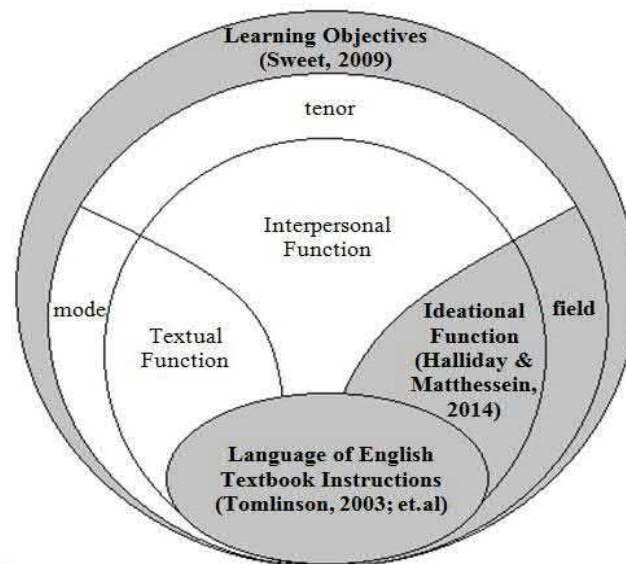 Learning Objectives
(Sweet, 2009)
tenor
Interpersonal
Function
mode
Textual
Function
Ideational
Function
(Halliday &
Matthessein,
2014)
field
Language of English
Textbook Instructions
(Tomlinson, 2003; et.al)